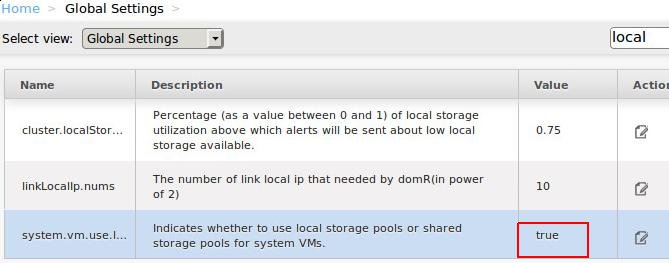 Home > Global Settings >
Select view: Global Settings local
Name Description Value Action
Percentage (as a value between 0 and 1) of local storage
cluster.localStor... utilization above which alerts will be sent about low local 0.75
storage available.
linkLocalIp.nums The number of link local ip that needed by domR(in power 10
of 2)
system.vm.use.l... Indicates whether to use local storage pools or shared true
storage pools for system VMs.